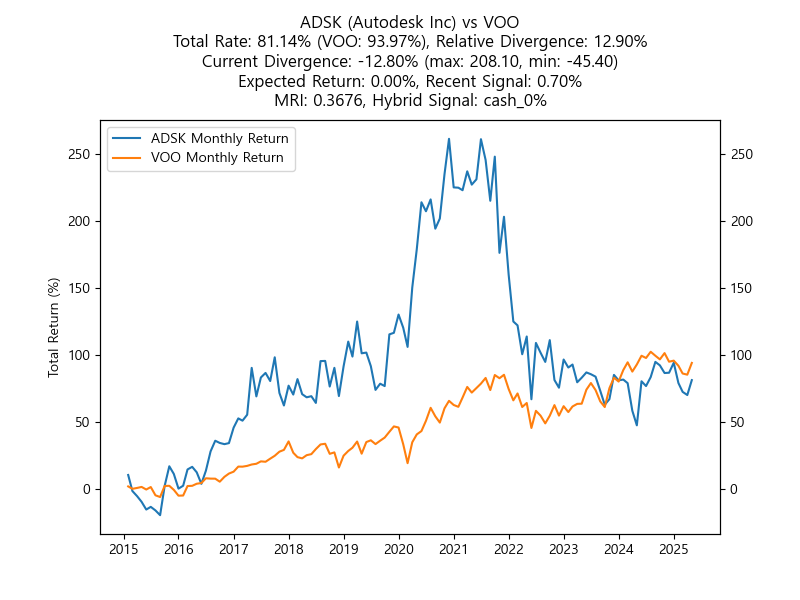 ADSK (Autodesk Inc) vs VOO
Total Rate: 81.14% (VOO: 93.97%), Relative Divergence: 12.90%
Current Divergence: -12.80% (max: 208.10, min: -45.40)
Expected Return: 0.00%, Recent Signal: 0.70%
MRI: 0.3676, Hybrid Signal: cash_0%
ADSK Monthly Return
VOO Monthly Return
Total Return (%)
250
200
150
100
50
0
250
200
150
100
50
0
2015 2016 2017 2018 2019 2020 2021 2022 2023 2024 2025